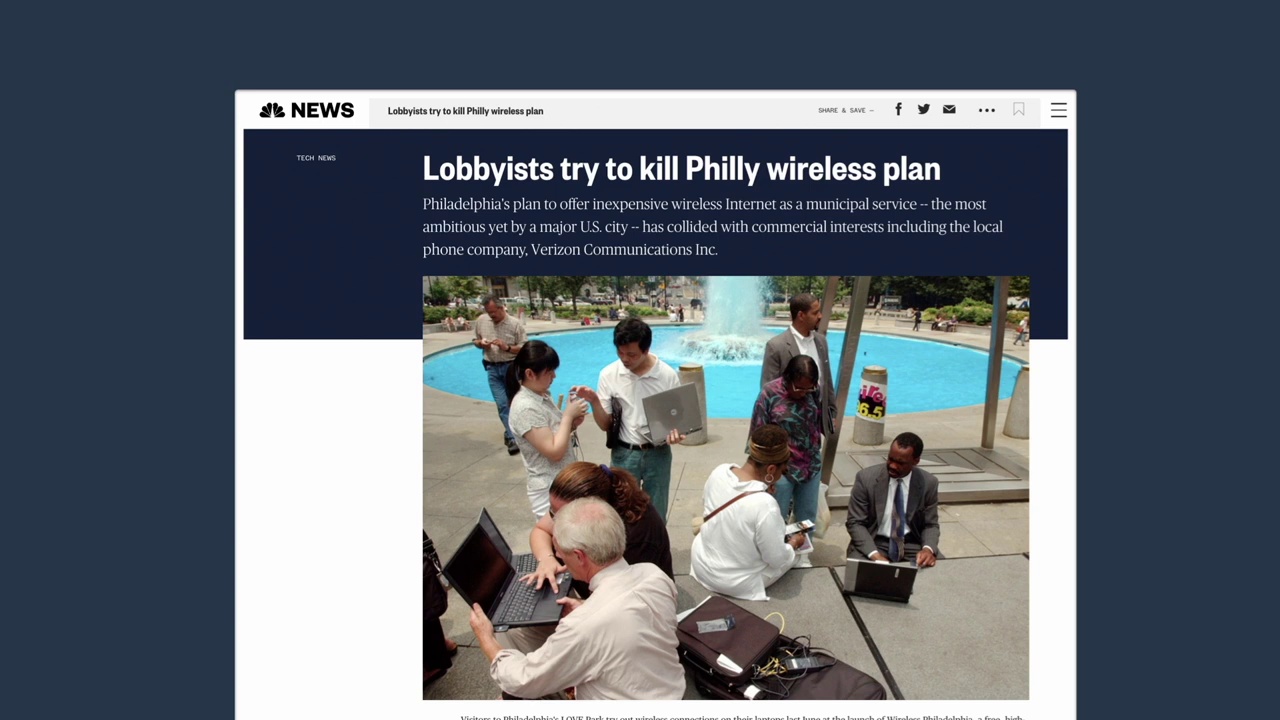 NEWS
Lobbyists try to kill Philly wireless plan
SHARE & SAVE —
TECH NEWS
Lobbyists try to kill Philly wireless plan
Philadelphia's plan to offer inexpensive wireless Internet as a municipal service -- the most
ambitious yet by a major U.S. city -- has collided with commercial interests including the local
phone company, Verizon Communications Inc.
6.5
Visitors to Philadelphia's LOVE Park try out wireless connections on their laptops last June at the launch of Wireless Philadelphia, a free, high-